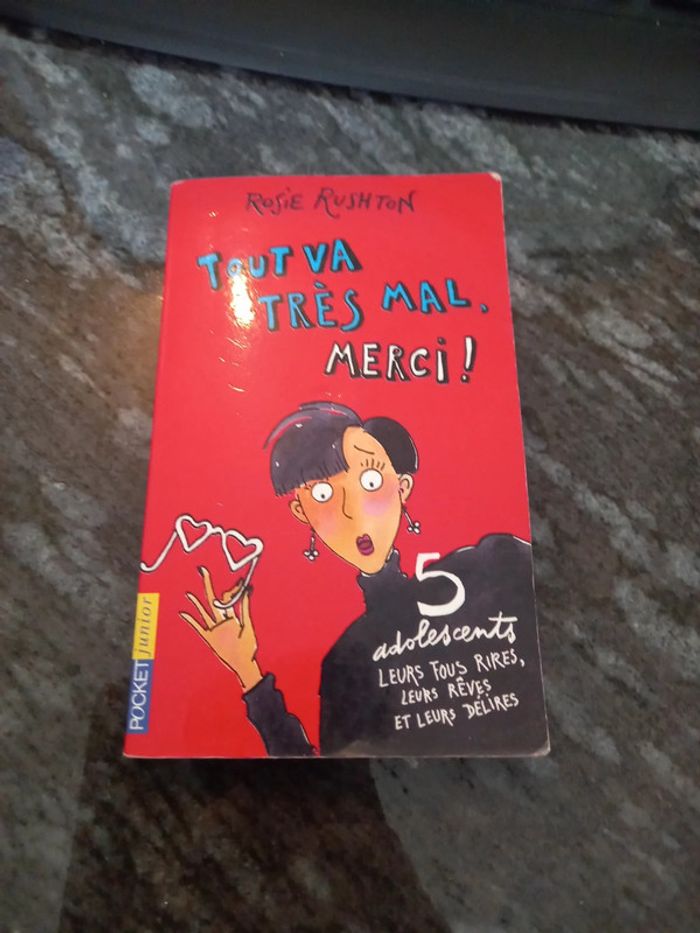 Rosie Rushton
TOUT VA
TRÈS MAL,
MERCi !
5
adolescents
LEURS FOUS RIRES,
LEURS RÊVES
ET LEURS DÉLIRES
POCKET junior